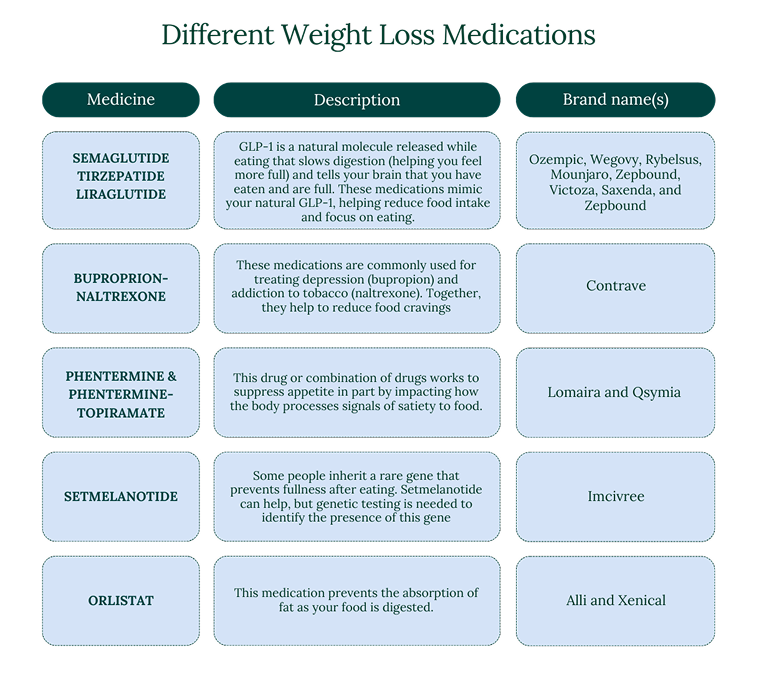 Different Weight Loss Medications
Medicine
Description
Brand name(s)
SEMAGLUTIDE
TIRZEPATIDE
LIRAGLUTIDE
GLP-1 is a natural molecule released while
eating that slows digestion (helping you feel
more full) and tells your brain that you have
eaten and are full. These medications mimic
your natural GLP-1, helping reduce food intake
and focus on eating.
Ozempic, Wegovy, Rybelsus,
Mounjaro, Zepbound,
Victoza, Saxenda, and
Zepbound
BUPROPRION-
NALTREXONE
These medications are commonly used for
treating depression (bupropion) and
addiction to tobacco (naltrexone). Together,
they help to reduce food cravings
Contrave
PHENTERMINE &
PHENTERMINE-
TOPIRAMATE
This drug or combination of drugs works to
suppress appetite in part by impacting how
the body processes signals of satiety to food.
Lomaira and Qsymia
SETMELANOTIDE
Some people inherit a rare gene that
prevents fullness after eating. Setmelanotide
can help, but genetic testing is needed to
identify the presence of this gene
Imcivree
ORLISTAT
This medication prevents the absorption of
fat as your food is digested.
Alli and Xenical